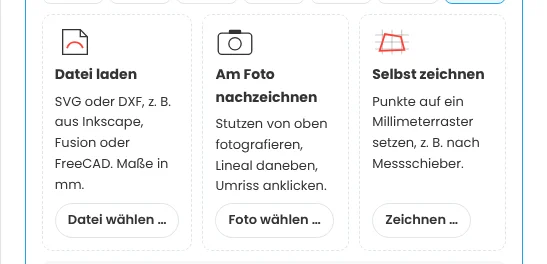 Datei laden
SVG oder DXF, z. B.
aus Inkscape,
Fusion oder
FreeCAD. Maße in
mm.
Datei wählen ...
Am Foto
nachzeichnen
Stutzen von oben
fotografieren,
Lineal daneben,
Umriss anklicken.
Foto wählen ...
Selbst zeichnen
Punkte auf ein
Millimeterraster
setzen, z. B. nach
Messschieber.
Zeichnen ...